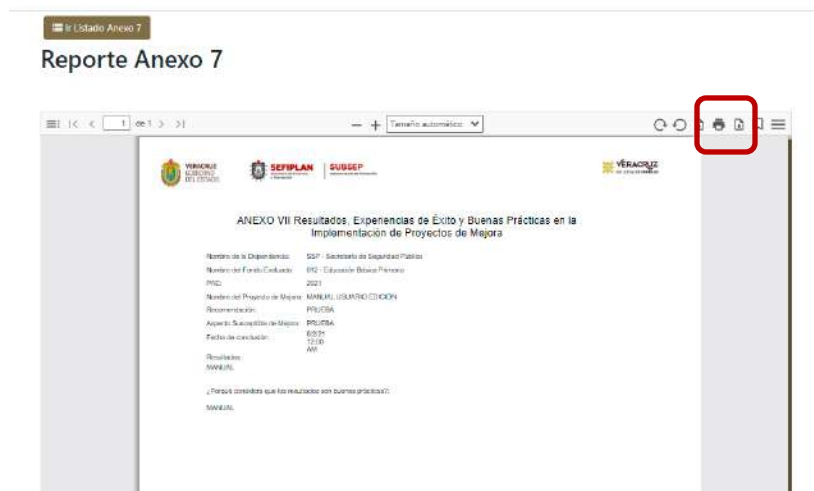 Ir Listado Anexo 7
Reporte Anexo 7
1 de 1
Tamaño automático
VERACRUZ GOBIERNO DEL ESTADO
SEFIPLAN
SUBSEP
VERACRUZ
ANEXO VII Resultados, Experiencias de Éxito y Buenas Prácticas en la
Implementación de Proyectos de Mejora
Nombre de la Dependencia: SSP - Secretaría de Seguridad Pública
Nombre del Fondo Evaluado: 012 - Educación Básica Primaria
PAE: 2021
Nombre del Proyecto de Mejora: MANUAL USUARIO EDICION
Recomendación: PRUEBA
Aspecto Susceptible de Mejora: PRUEBA
Fecha de conclusión:
12:00
AM
Resultados:
MANUAL
¿Porqué considera que los resultados son buenas prácticas?:
MANUAL